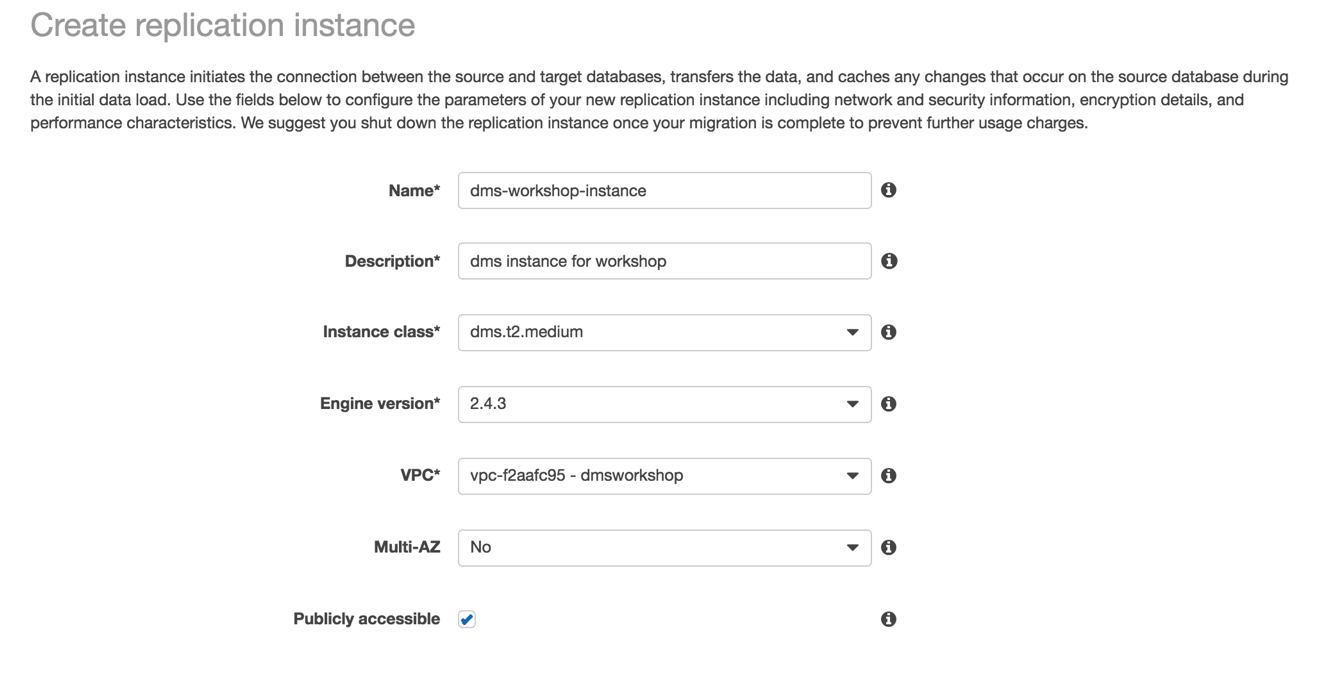 Create replication instance
A replication instance initiates the connection between the source and target databases, transfers the data, and caches any changes that occur on the source database during
the initial data load. Use the fields below to configure the parameters of your new replication instance including network and security information, encryption details, and
performance characteristics. We suggest you shut down the replication instance once your migration is complete to prevent further usage charges.
Name* dms-workshop-instance
Description* dms instance for workshop
Instance class* dms.t2.medium
Engine version* 2.4.3
VPC* vpc-f2aafc95 - dmsworkshop
Multi-AZ No
Publicly accessible